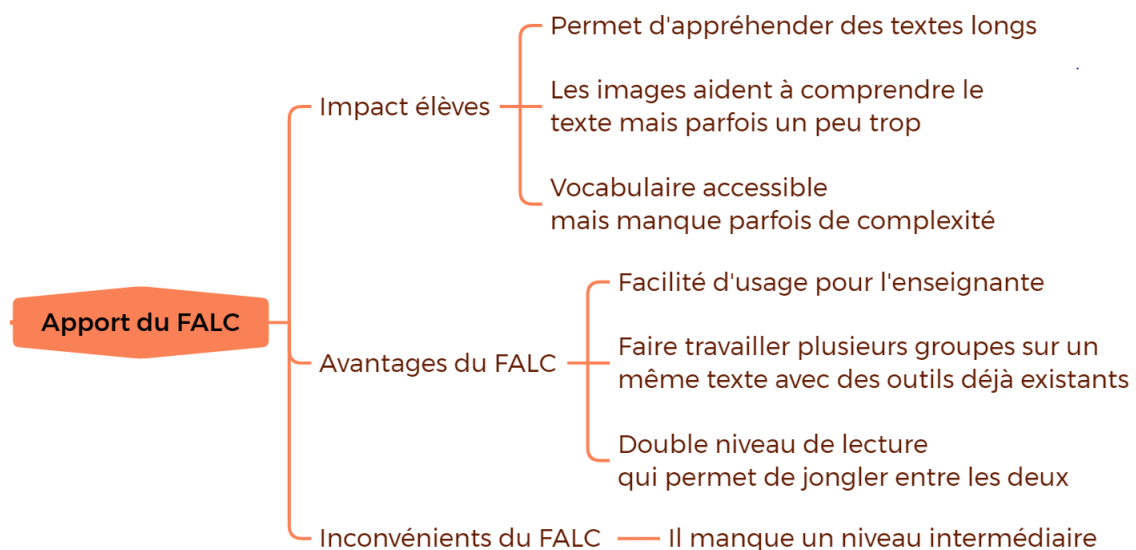 Permet d'appréhender des textes longs
Impact élèves
Les images aident à comprendre le
texte mais parfois un peu trop
Vocabulaire accessible
mais manque parfois de complexité
Apport du FALC
Facilité d'usage pour l'enseignante
Avantages du FALC
Faire travailler plusieurs groupes sur un
même texte avec des outils déjà existants
Double niveau de lecture
qui permet de jongler entre les deux
Inconvénients du FALC
Il manque un niveau intermédiaire